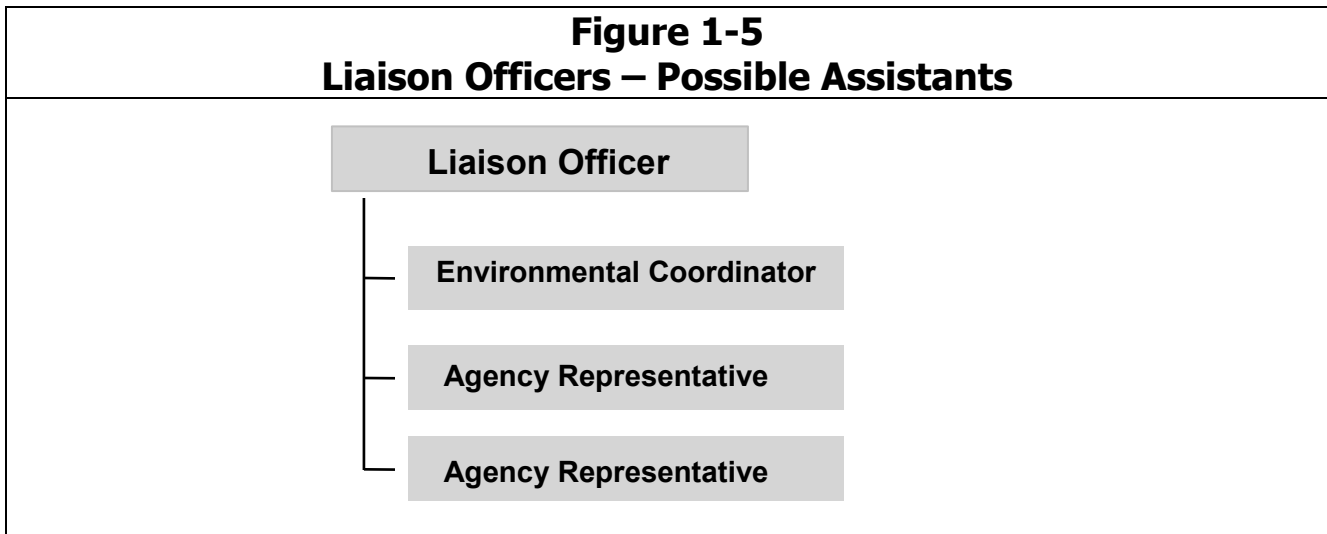 Figure 1-5
Liaison Officers – Possible Assistants
Liaison Officer
Environmental Coordinator
Agency Representative
Agency Representative